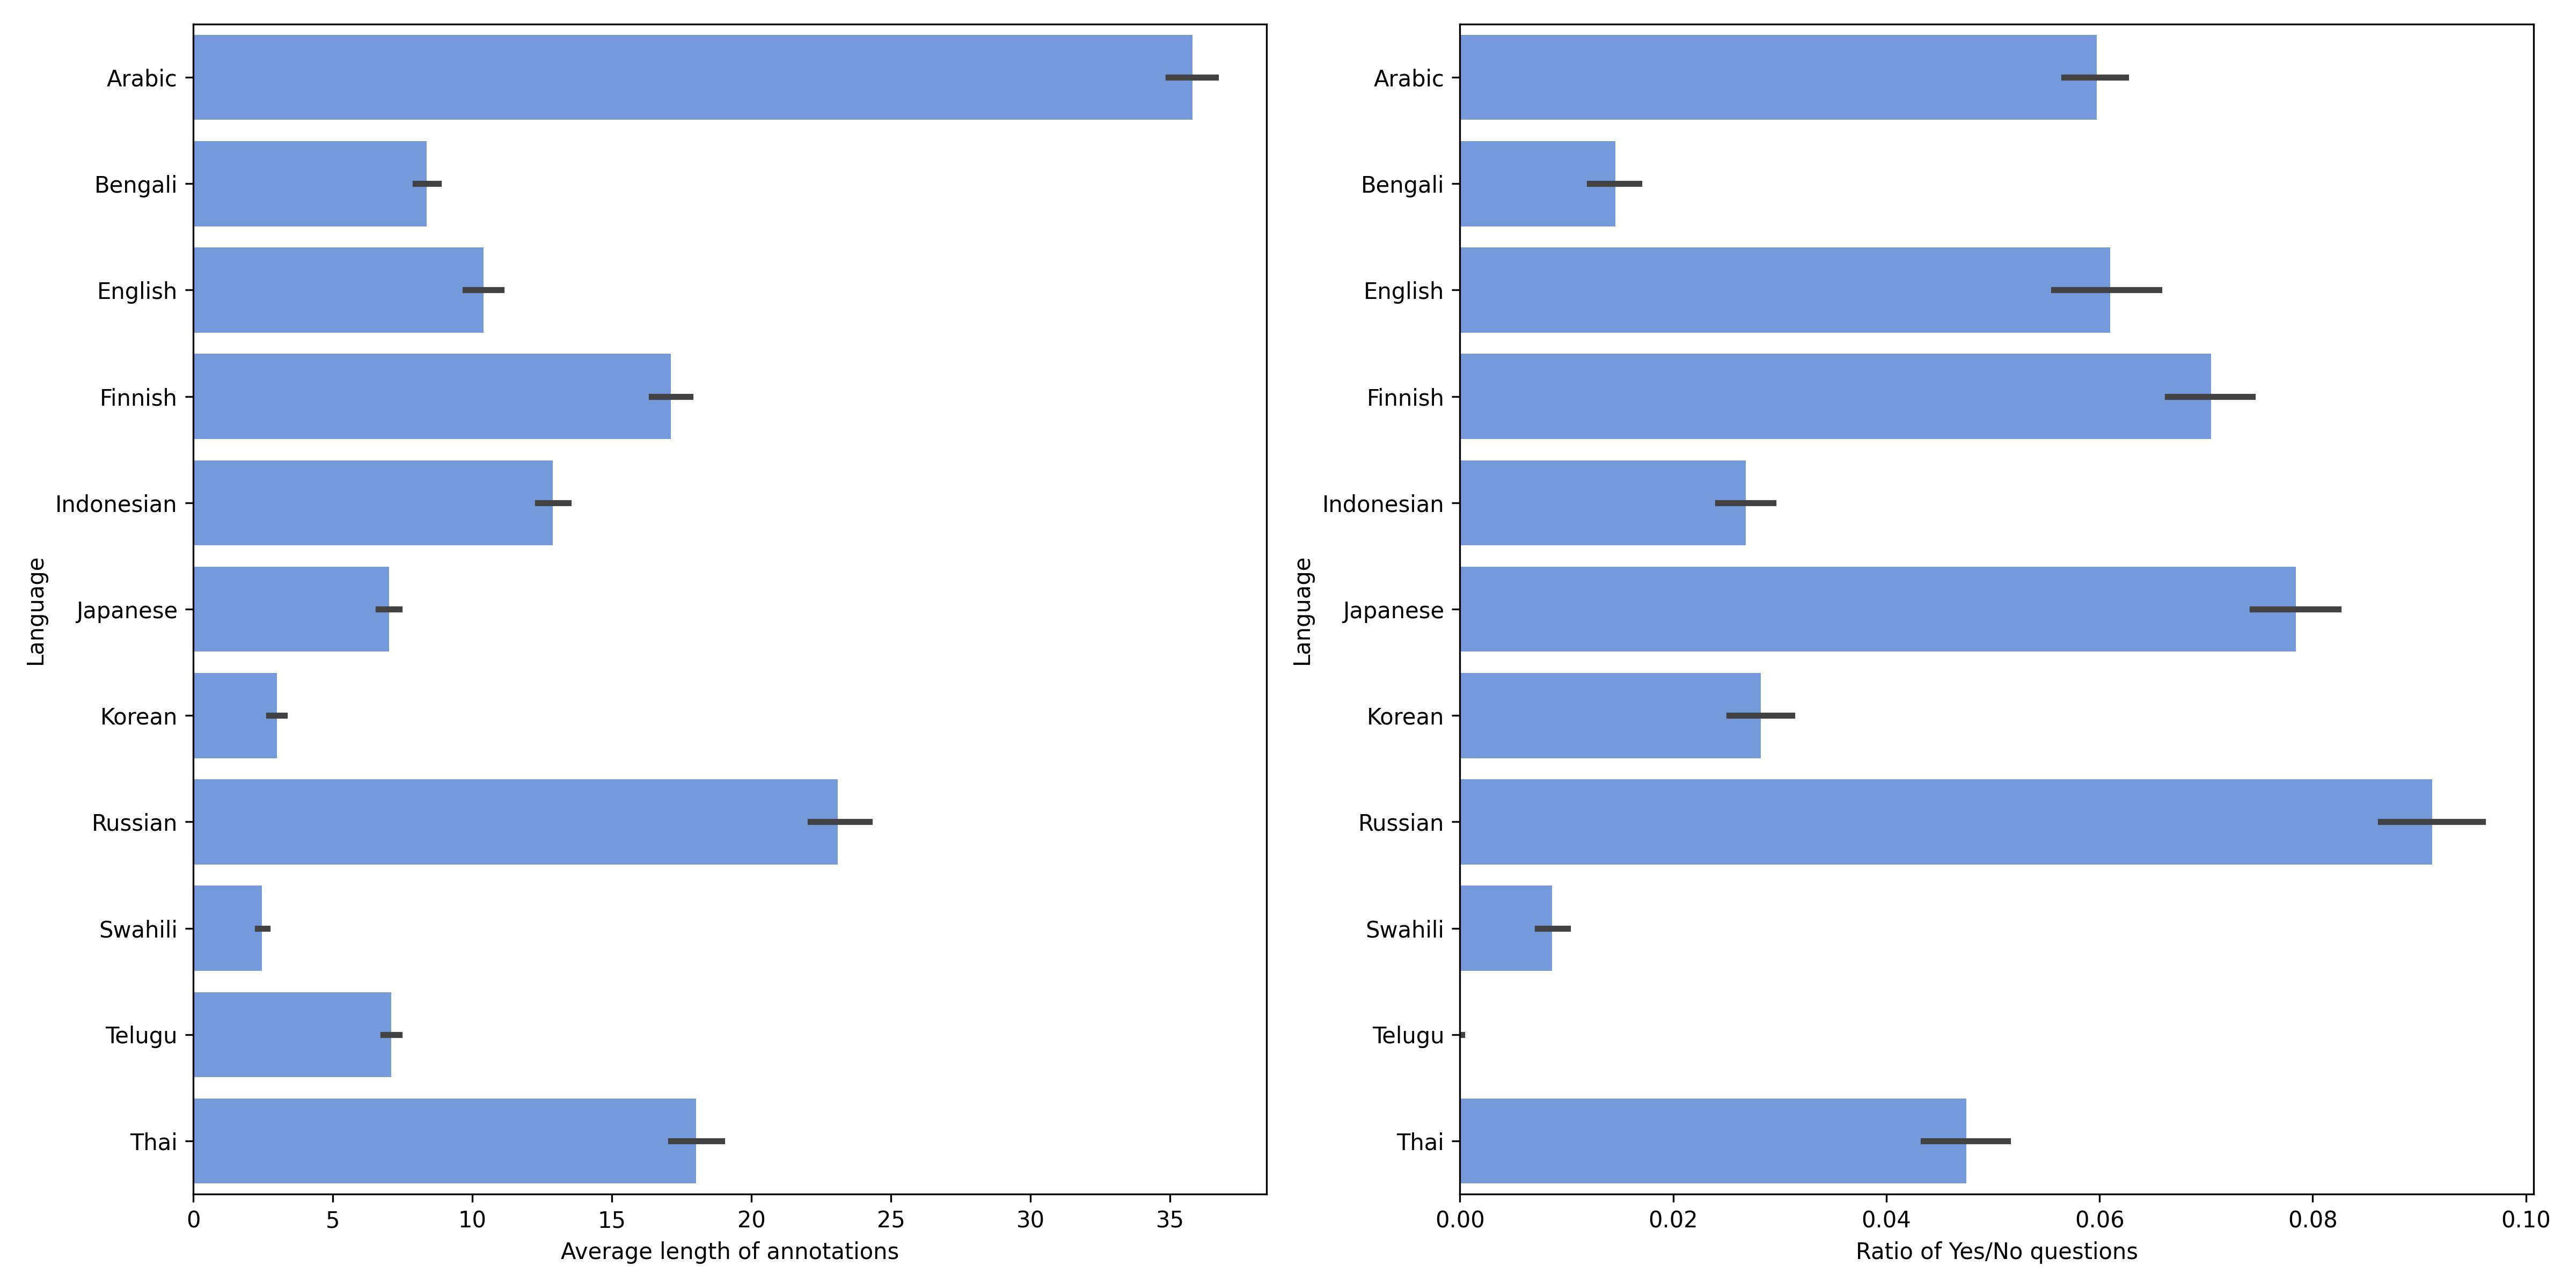 Arabic
Bengali
English
Finnish
Indonesian
Japanese
Korean
Russian
Swahili
Telugu
Thai
Language
0 5 10 15 20 25 30 35
Average length of annotations
Arabic
Bengali
English
Finnish
Indonesian
Japanese
Korean
Russian
Swahili
Telugu
Thai
Language
0.00 0.02 0.04 0.06 0.08 0.10
Ratio of Yes/No questions